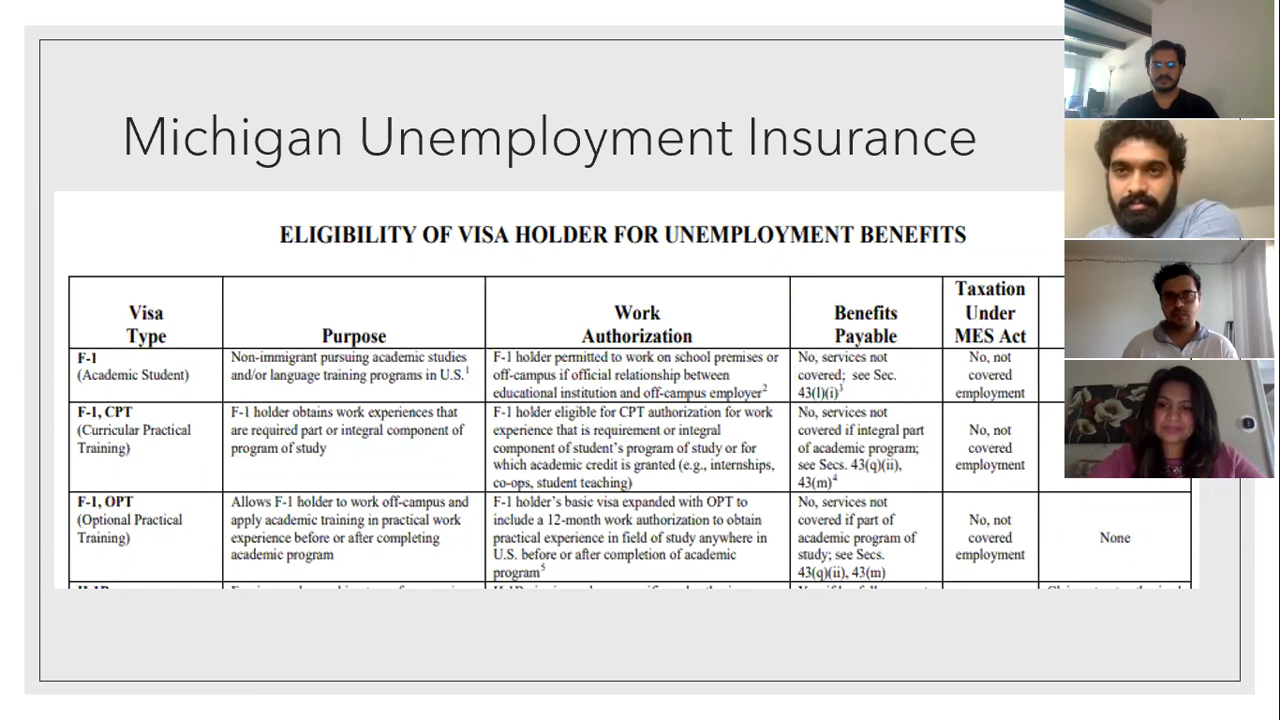 Michigan Unemployment Insurance
ELIGIBILITY OF VISA HOLDER FOR UNEMPLOYMENT BENEFITS
Visa
Type
Purpose
Work
Authorization
Benefits
Payable
Taxation
Under
MES Act
F-1
(Academic Student)
Non-immigrant pursuing academic studies
and/or language training programs in U.S.1
F-1 holder permitted to work on school premises or
off-campus if official relationship between
educational institution and off-campus employer2
No, services not
covered; see Sec.
43(l)(i)3
No, not
covered
employment
F-1, CPT
(Curricular Practical
Training)
F-1 holder obtains work experiences that
are required part or integral component of
program of study
F-1 holder eligible for CPT authorization for work
experience that is requirement or integral
component of student's program of study or for
which academic credit is granted (e.g., internships,
co-ops, student teaching)
No, services not
covered if integral part
of academic program;
see Secs. 43(q)(ii),
43(m)4
No, not
covered
employment
F-1, OPT
(Optional Practical
Training)
Allows F-1 holder to work off-campus and
apply academic training in practical work
experience before or after completing
academic program
F-1 holder's basic visa expanded with OPT to
include a 12-month work authorization to obtain
practical experience in field of study anywhere in
U.S. before or after completion of academic
program5
No, services not
covered if part of
academic program of
study; see Secs.
43(q)(ii), 43(m)
No, not
covered
employment
None